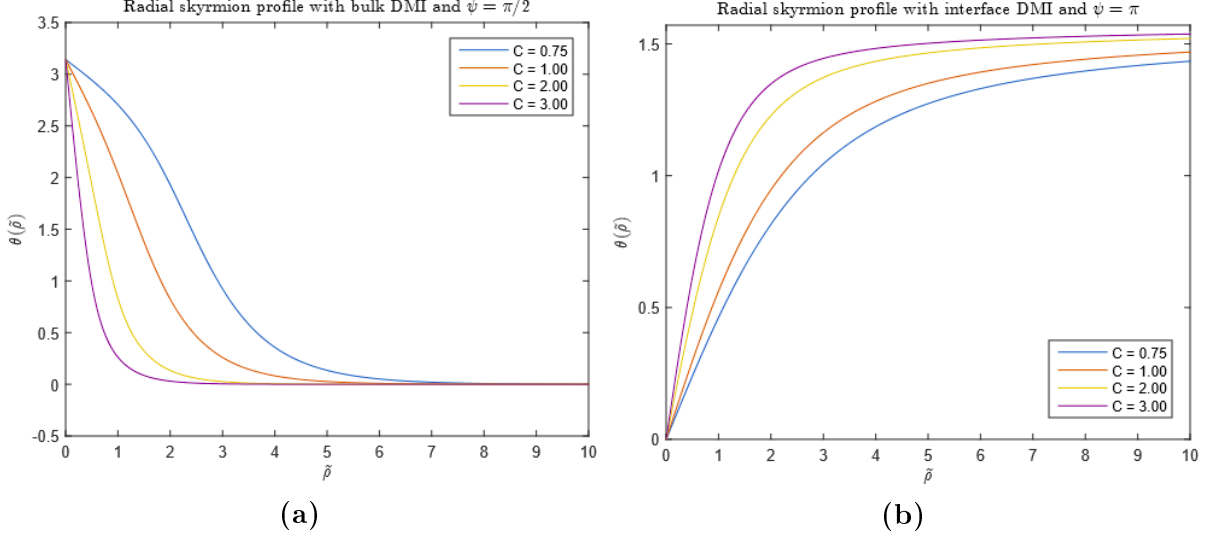 Radial skyrmion profile with bulk DMI and ψ = π/2
3.5
3
2.5
2
1.5
1
0.5
0
-0.5
θ(ρ̃)
C = 0.75
C = 1.00
C = 2.00
C = 3.00
0 1 2 3 4 5 6 7 8 9 10
ρ̃
(a)
Radial skyrmion profile with interface DMI and ψ = π
1.5
1
0.5
0
θ(ρ̃)
C = 0.75
C = 1.00
C = 2.00
C = 3.00
0 1 2 3 4 5 6 7 8 9 10
ρ̃
(b)